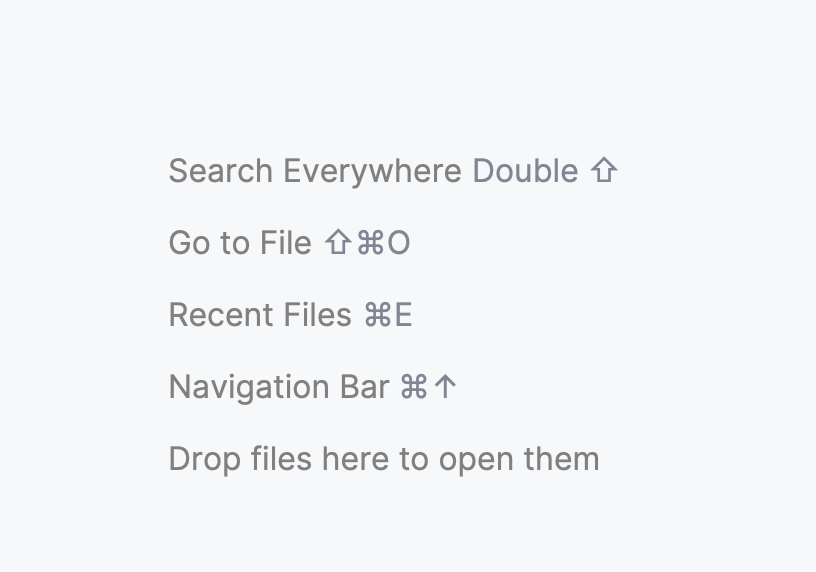 Search Everywhere Double ⇧
Go to File ⇧⌘O
Recent Files ⌘E
Navigation Bar ⌘↑
Drop files here to open them